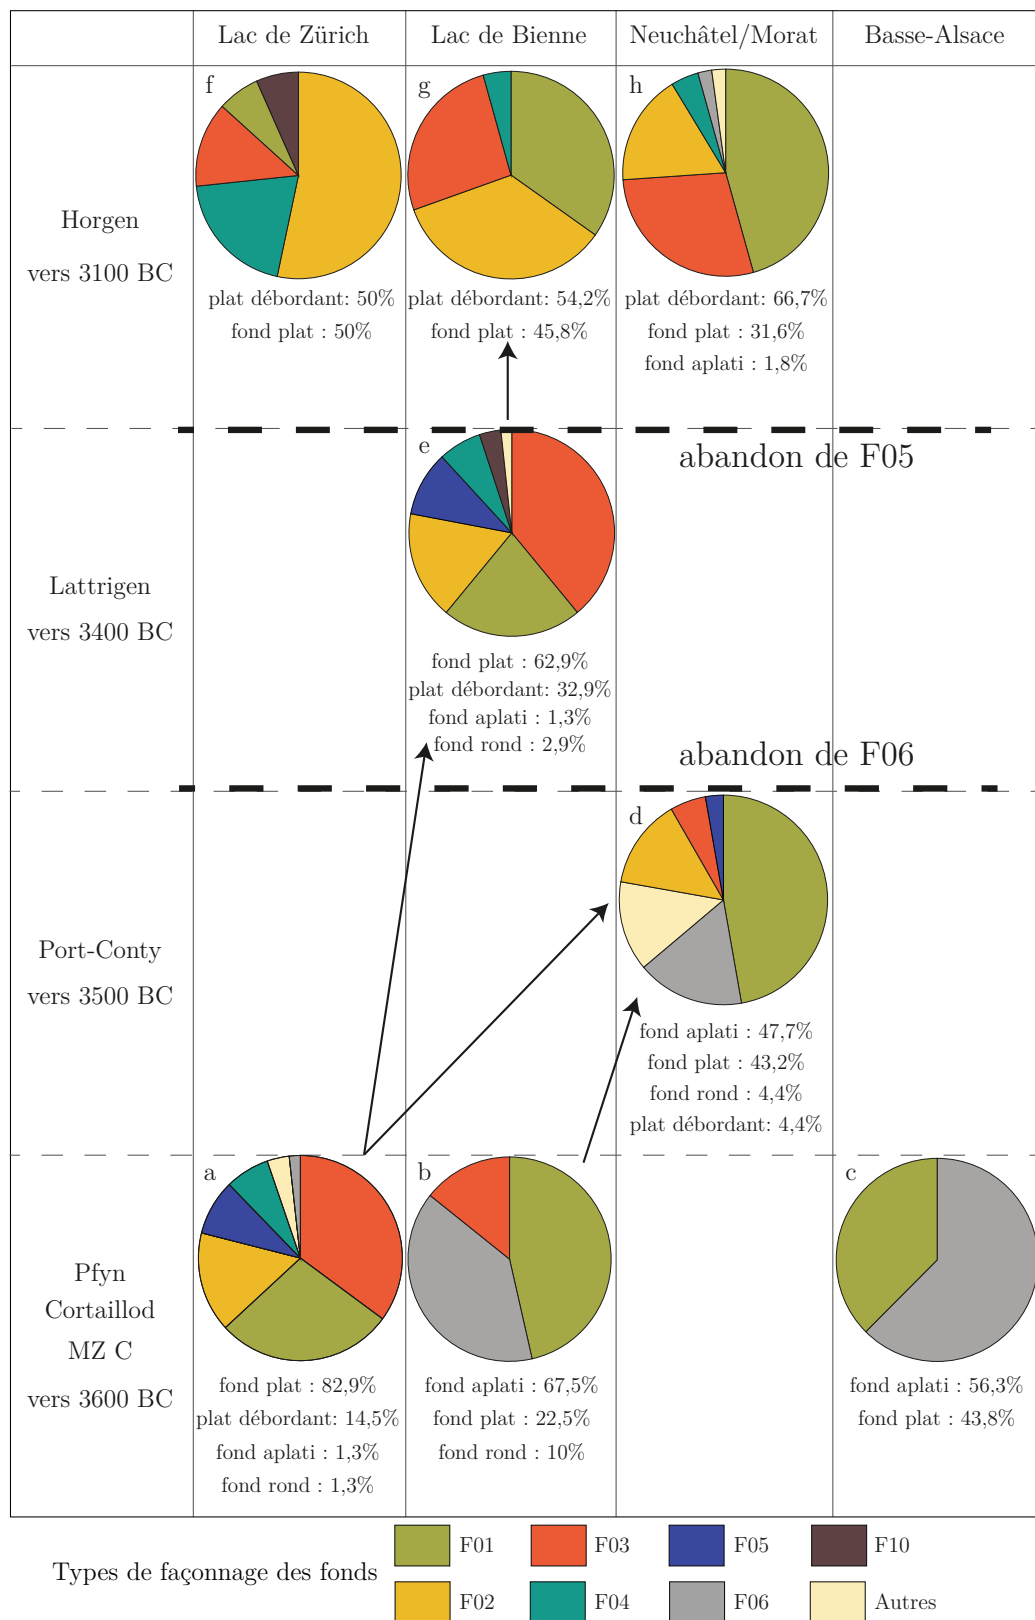 Lac de Zürich Lac de Bienne Neuchâtel/Morat Basse-Alsace
Horgen
vers 3100 BC
f
plat débordant: 50%
fond plat : 50%
g
plat débordant: 54,2%
fond plat : 45,8%
h
plat débordant: 66,7%
fond plat : 31,6%
fond aplati : 1,8%
abandon de F05
Lattrigen
vers 3400 BC
e
fond plat : 62,9%
plat débordant: 32,9%
fond aplati : 1,3%
fond rond : 2,9%
abandon de F06
Port-Conty
vers 3500 BC
d
fond aplati : 47,7%
fond plat : 43,2%
fond rond : 4,4%
plat débordant: 4,4%
Pfyn
Cortaillod
MZ C
vers 3600 BC
a
fond plat : 82,9%
plat débordant: 14,5%
fond aplati : 1,3%
fond rond : 1,3%
b
fond aplati : 67,5%
fond plat : 22,5%
fond rond : 10%
c
fond aplati : 56,3%
fond plat : 43,8%
Types de façonnage des fonds
F01 F03 F05 F10
F02 F04 F06 Autres